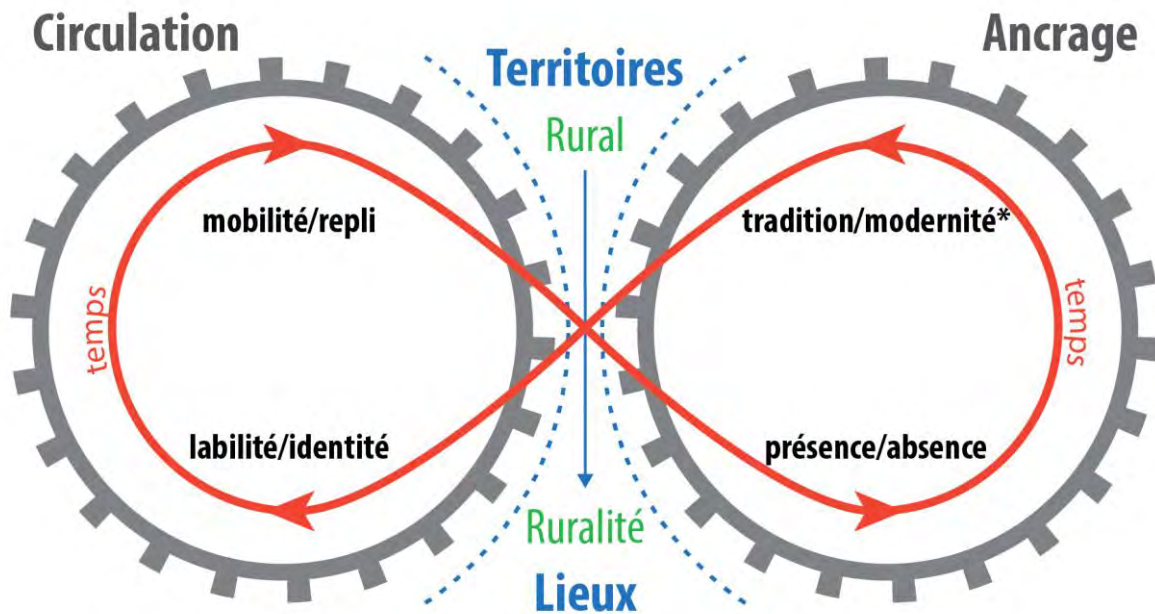 Circulation
Ancrage
Territoires
Rural
mobilité/repli
tradition/modernité*
temps
temps
labilité/identité
présence/absence
Ruralité
Lieux